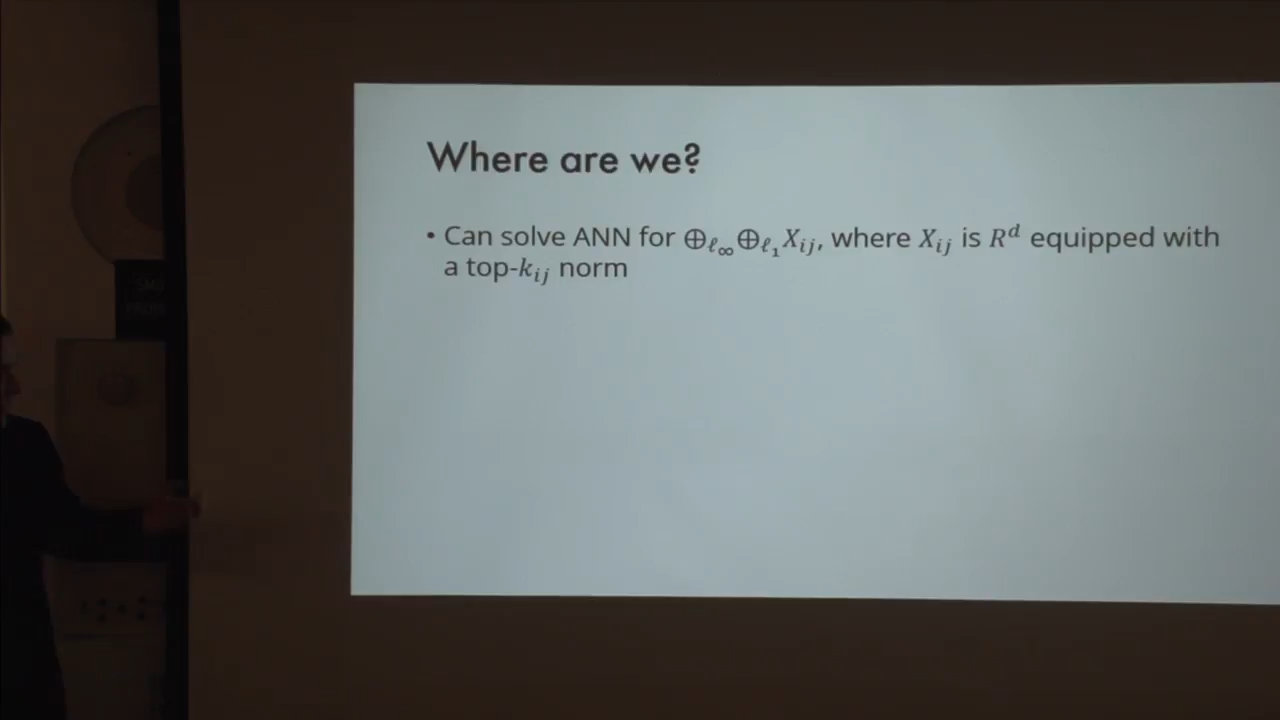 Where are we?
• Can solve ANN for ⊕ℓ∞⊕ℓ₁Xᵢⱼ, where Xᵢⱼ is Rᵈ equipped with
a top-kᵢⱼ norm